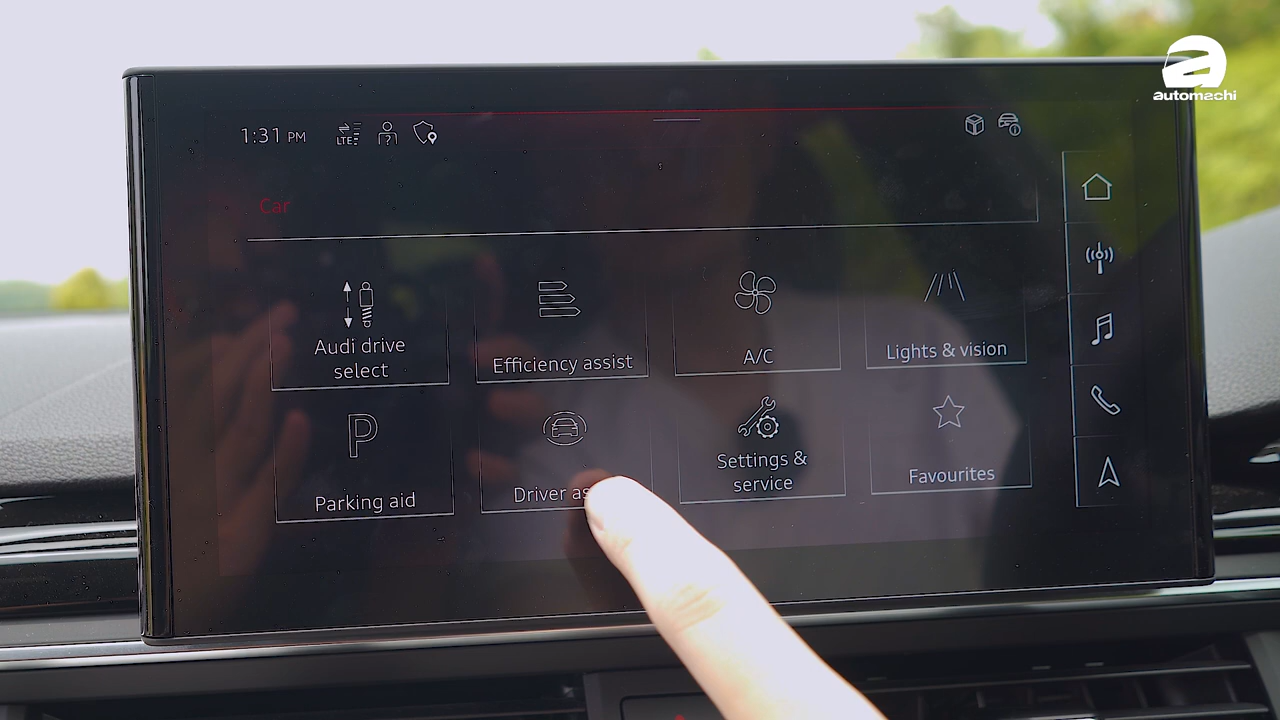 automachi
1:31 PM
LTE
Car
Audi drive
select
Efficiency assist
A/C
Lights & vision
P
Parking aid
Driver as
Settings &
service
Favourites